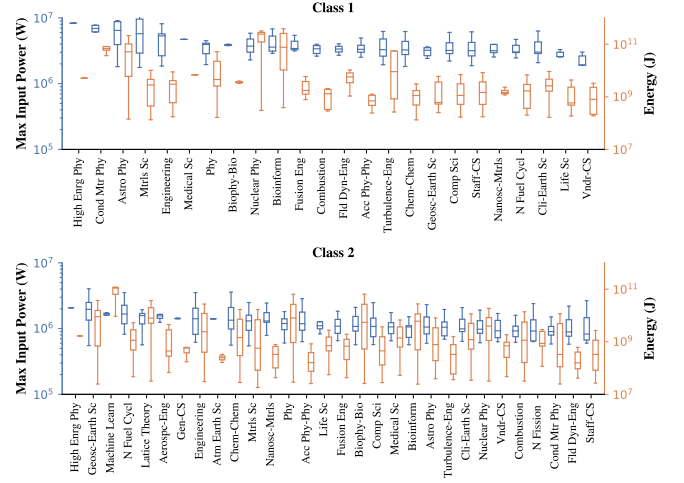 Class 1
Max Input Power (W)
10^7
10^6
10^5
10^11
10^9
10^7
Energy (J)
High Enrg Phy
Cond Mtr Phy
Astro Phy
Mtrls Sc
Engineering
Medical Sc
Phy
Biophy-Bio
Nuclear Phy
Bioinform
Fusion Eng
Combustion
Fld Dyn-Eng
Acc Phy-Phy
Turbulence-Eng
Chem-Chem
Geosc-Earth Sc
Comp Sci
Staff-CS
Nanosc-Mtrls
N Fuel Cycl
Cli-Earth Sc
Life Sc
Vndr-CS
Class 2
Max Input Power (W)
10^7
10^6
10^5
10^11
10^9
10^7
Energy (J)
High Enrg Phy
Geosc-Earth Sc
Machine Learn
N Fuel Cycl
Lattice Theory
Aerospc-Eng
Gen-CS
Engineering
Atm Earth Sc
Chem-Chem
Mtrls Sc
Nanosc-Mtrls
Phy
Acc Phy-Phy
Life Sc
Fusion Eng
Biophy-Bio
Comp Sci
Medical Sc
Bioinform
Astro Phy
Turbulence-Eng
Cli-Earth Sc
Nuclear Phy
Vndr-CS
Combustion
N Fission
Cond Mtr Phy
Fld Dyn-Eng
Staff-CS